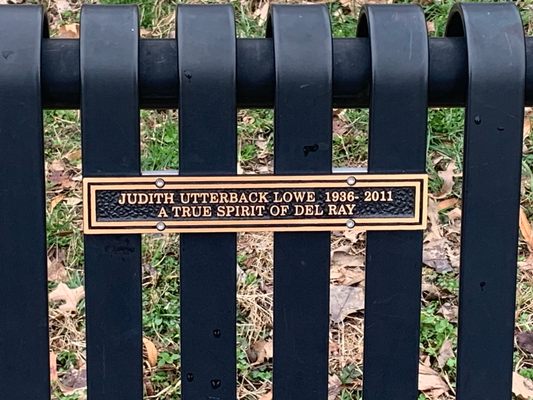 JUDITH UTTERBACK LOWE 1936- 2011
A TRUE SPIRIT OF DEL RAY